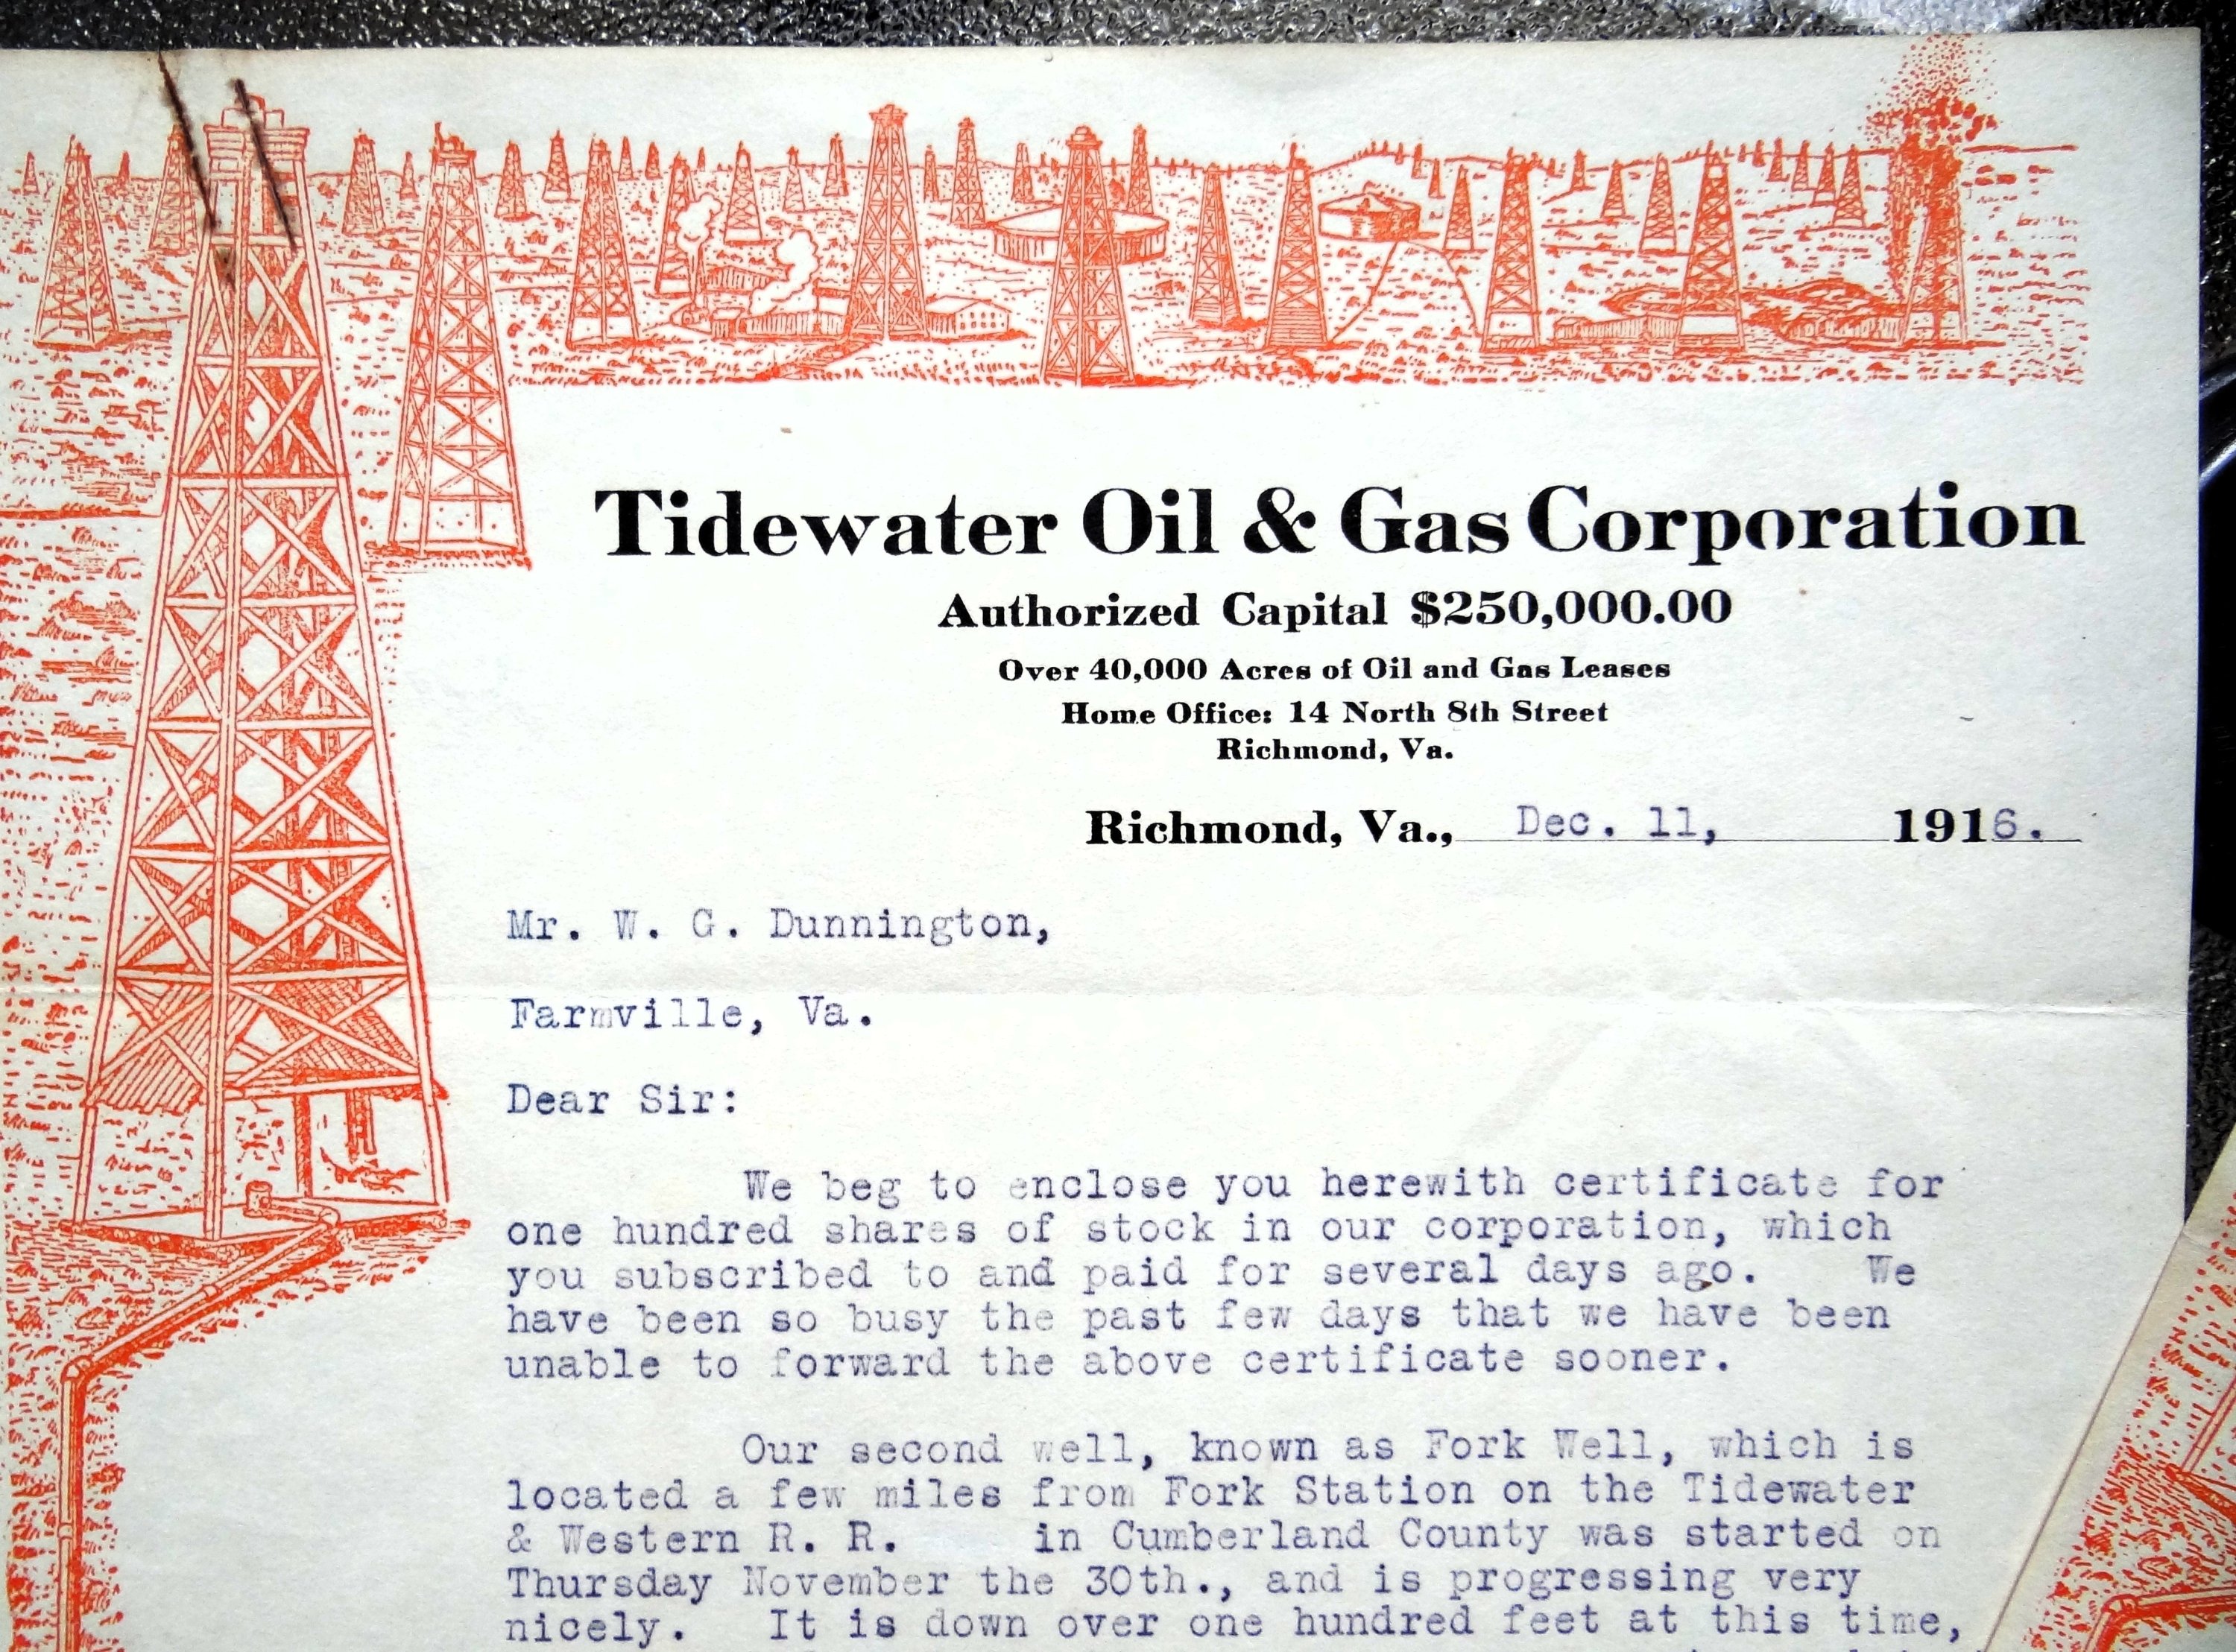 Tidewater Oil & Gas Corporation
Authorized Capital $250,000.00
Over 40,000 Acres of Oil and Gas Leases
Home Office: 14 North 8th Street
Richmond, Va.
Richmond, Va., Dec. 11, 1916.
Mr. W. G. Dunnington,
Farmville, Va.
Dear Sir:
We beg to enclose you herewith certificate for
one hundred shares of stock in our corporation, which
you subscribed to and paid for several days ago. We
have been so busy the past few days that we have been
unable to forward the above certificate sooner.
Our second well, known as Fork Well, which is
located a few miles from Fork Station on the Tidewater
& Western R. R. in Cumberland County was started on
Thursday November the 30th., and is progressing very
nicely. It is down over one hundred feet at this time,